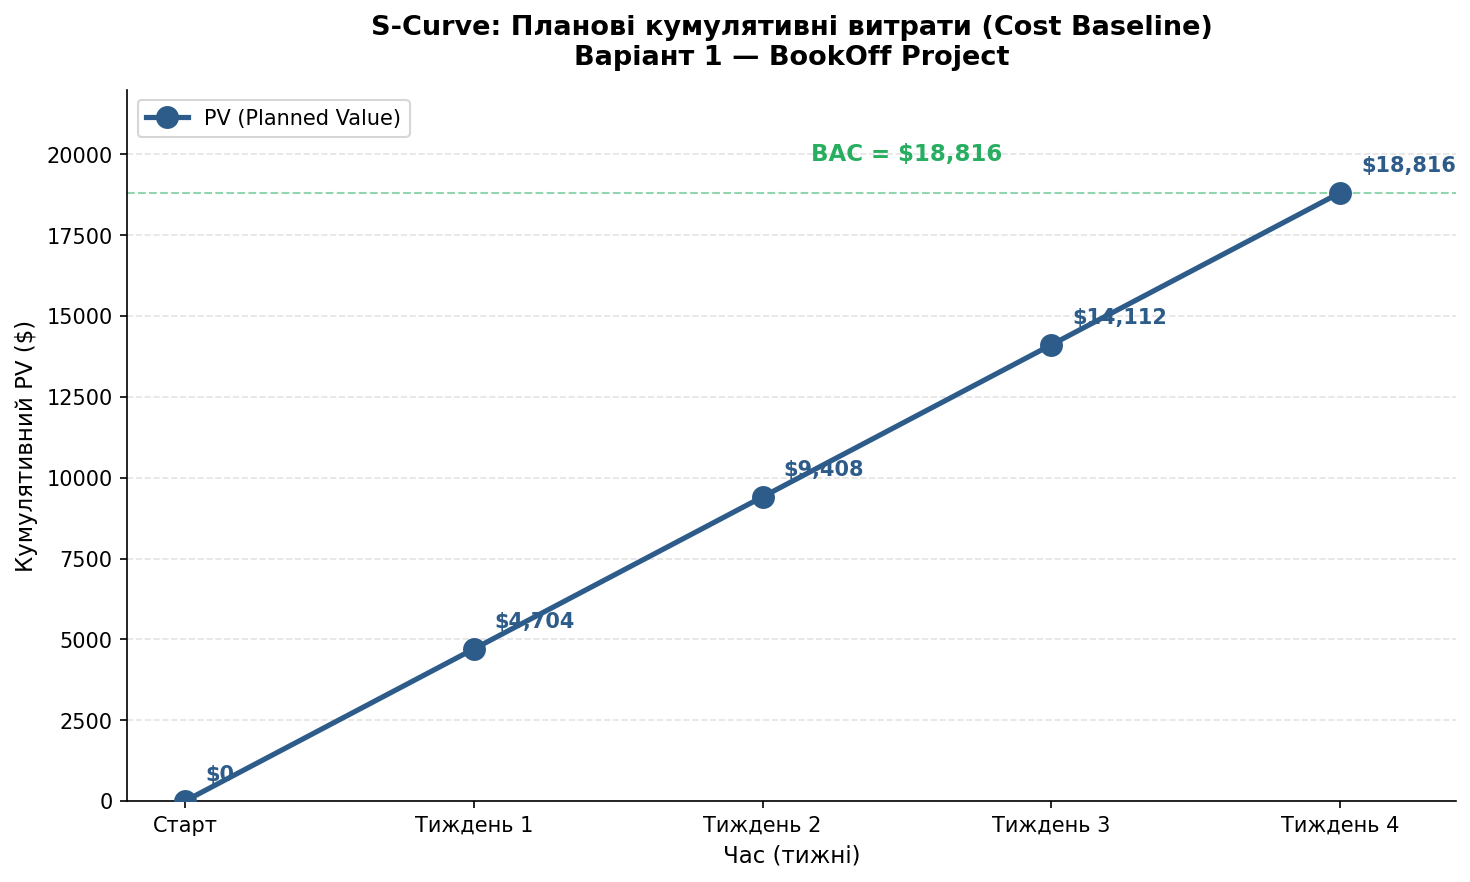 S-Curve: Планові кумулятивні витрати (Cost Baseline)
Варіант 1 — BookOff Project
PV (Planned Value)
BAC = $18,816
$18,816
$14,112
$9,408
$4,704
$0
Кумулятивний PV ($)
20000
17500
15000
12500
10000
7500
5000
2500
0
Старт
Тиждень 1
Тиждень 2
Тиждень 3
Тиждень 4
Час (тижні)